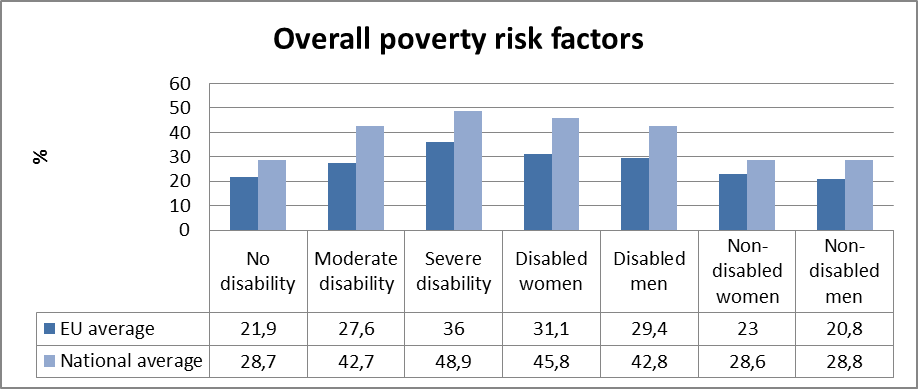 Overall poverty risk factors
%
60
50
40
30
20
10
0
No disability
Moderate disability
Severe disability
Disabled women
Disabled men
Non-disabled women
Non-disabled men
EU average 21,9 27,6 36 31,1 29,4 23 20,8
National average 28,7 42,7 48,9 45,8 42,8 28,6 28,8